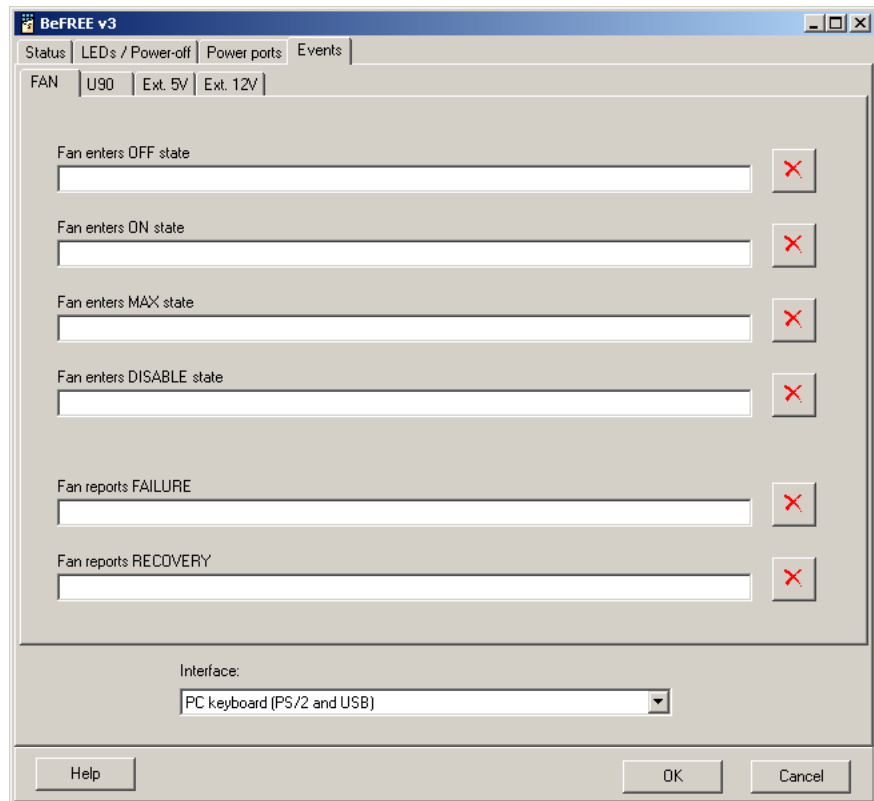 BeFREE v3
Status LEDs / Power-off Power ports Events
FAN U90 Ext. 5V Ext. 12V
Fan enters OFF state
Fan enters ON state
Fan enters MAX state
Fan enters DISABLE state
Fan reports FAILURE
Fan reports RECOVERY
Interface:
PC keyboard (PS/2 and USB)
Help OK Cancel